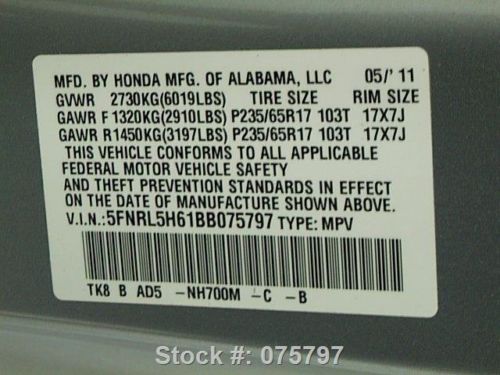 MFD. BY HONDA MFG. OF ALABAMA, LLC 05/' 11
GVWR 2730KG(6019LBS) TIRE SIZE RIM SIZE
GAWR F 1320KG(2910LBS) P235/65R17 103T 17X7J
GAWR R1450KG(3197LBS) P235/65R17 103T 17X7J
THIS VEHICLE CONFORMS TO ALL APPLICABLE
FEDERAL MOTOR VEHICLE SAFETY
AND THEFT PREVENTION STANDARDS IN EFFECT
ON THE DATE OF MANUFACTURE SHOWN ABOVE.
V.I.N.: 5FNRL5H61BB075797 TYPE: MPV
TK8 B AD5 -NH700M -C -B
Stock #: 075797